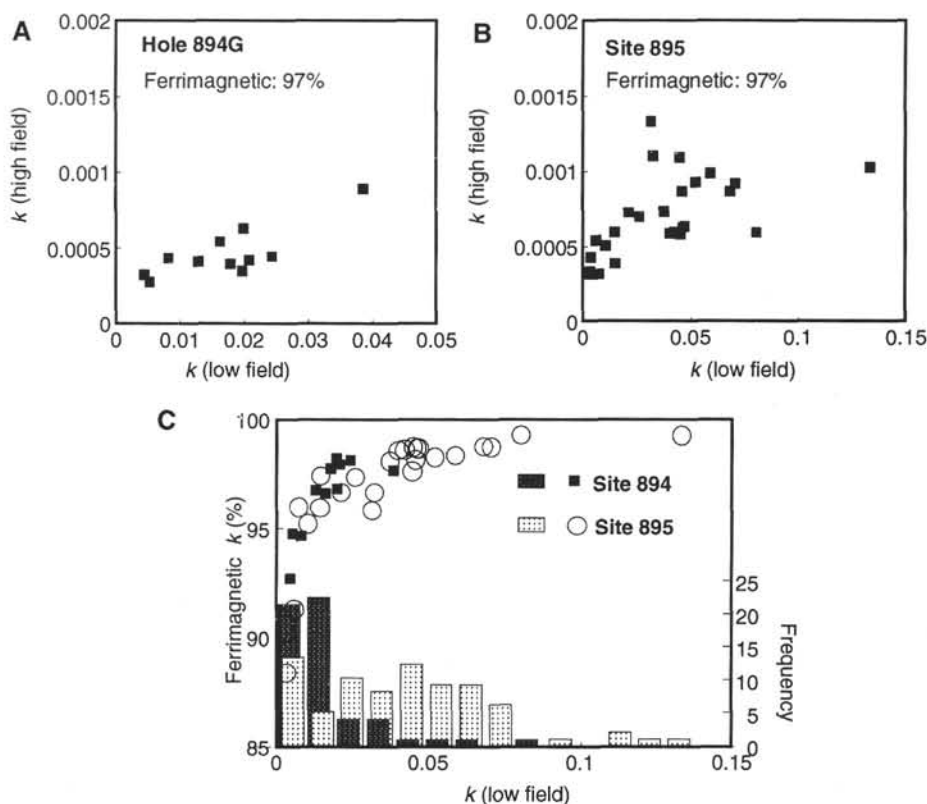 A
Hole 894G
Ferrimagnetic: 97%
0.002
0.0015
0.001
0.0005
0
k (high field)
0 0.01 0.02 0.03 0.04 0.05
k (low field)
B
Site 895
Ferrimagnetic: 97%
0.002
0.0015
0.001
0.0005
0
k (high field)
0 0.05 0.1 0.15
k (low field)
C
100
95
90
85
Ferrimagnetic k (%)
Site 894
Site 895
25
20
15
10
5
0
Frequency
0 0.05 0.1 0.15
k (low field)